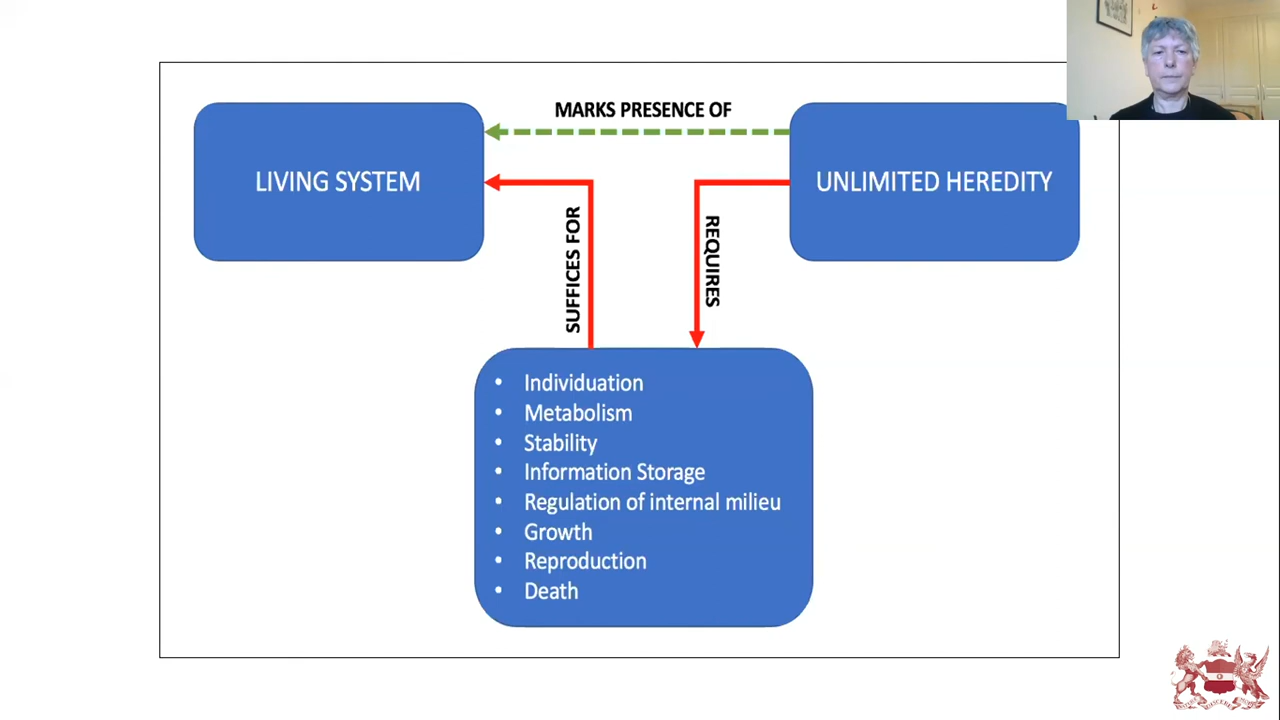 MARKS PRESENCE OF
LIVING SYSTEM
UNLIMITED HEREDITY
SUFFICES FOR
REQUIRES
• Individuation
• Metabolism
• Stability
• Information Storage
• Regulation of internal milieu
• Growth
• Reproduction
• Death